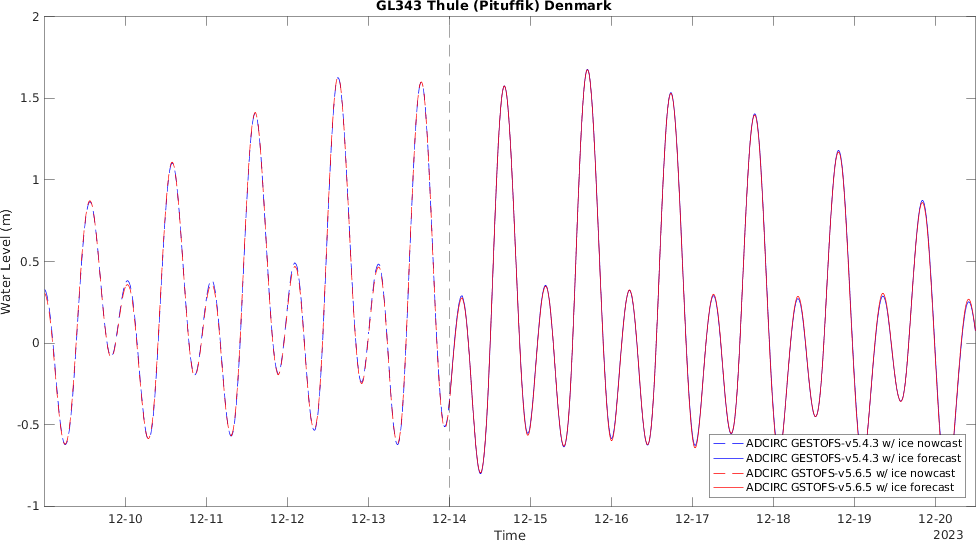 GL343 Thule (Pituffik) Denmark
2
1.5
1
0.5
0
-0.5
-1
Water Level (m)
12-10 12-11 12-12 12-13 12-14 12-15 12-16 12-17 12-18 12-19 12-20
Time
2023
ADCIRC GESTOFS-v5.4.3 w/ ice nowcast
ADCIRC GESTOFS-v5.4.3 w/ ice forecast
ADCIRC GSTOFS-v5.6.5 w/ ice nowcast
ADCIRC GSTOFS-v5.6.5 w/ ice forecast